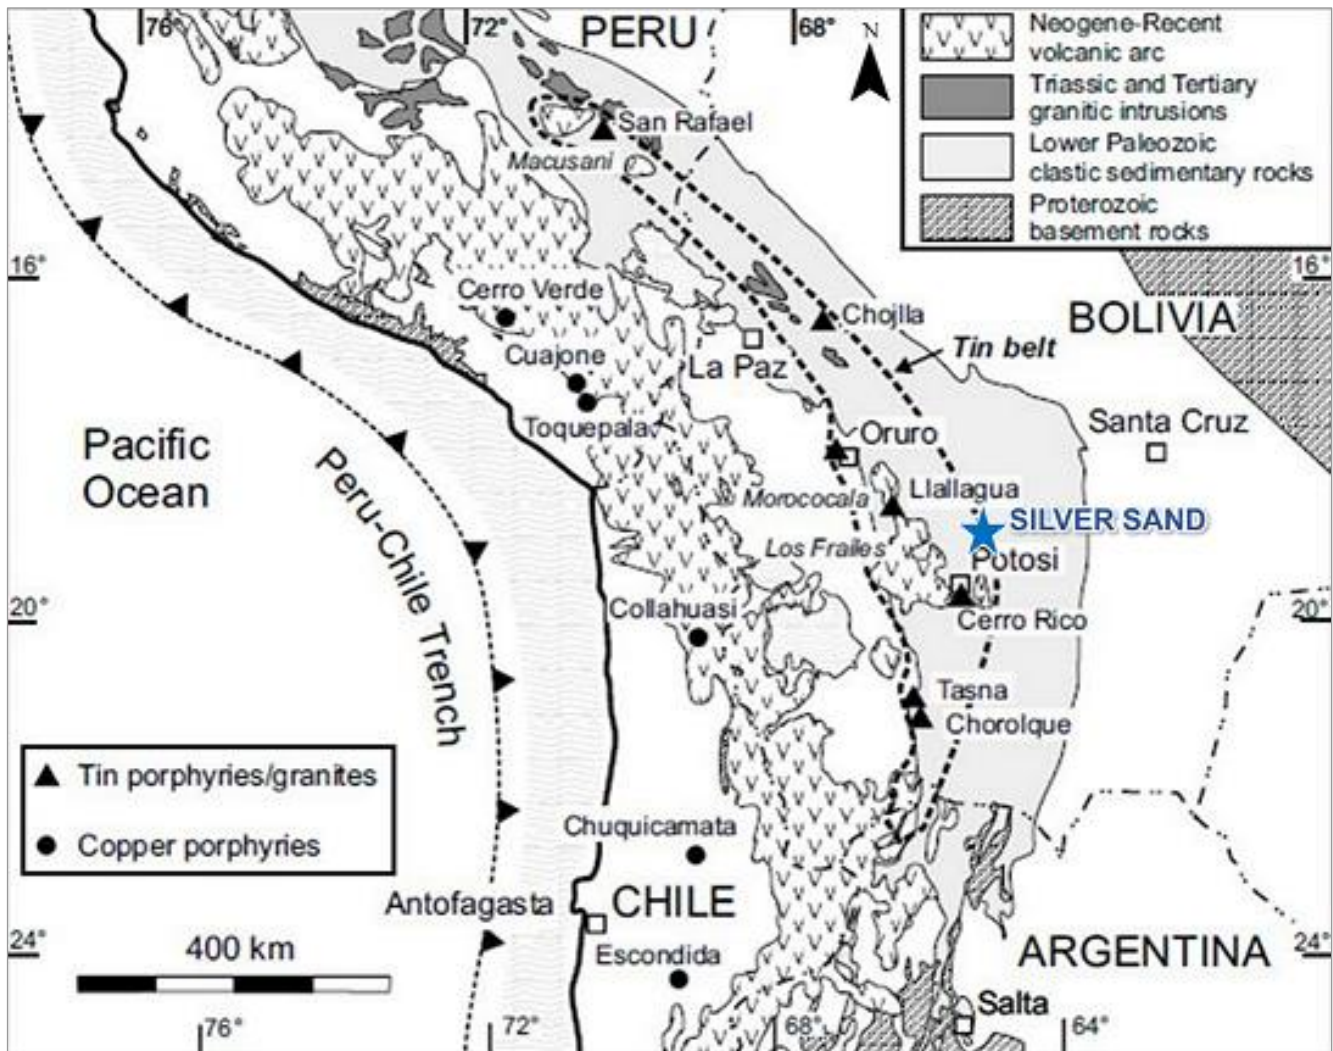 76°
72°
PERU
68°
N
Neogene-Recent
volcanic arc
Triassic and Tertiary
granitic intrusions
Lower Paleozoic
clastic sedimentary rocks
Proterozoic
basement rocks
San Rafael
Macusani
16°
16°
Cerro Verde
Chojlla
BOLIVIA
Cuajone
La Paz
Tin belt
Toquepala
Oruro
Santa Cruz
Pacific
Ocean
Peru-Chile Trench
Morococala
Llallagua
SILVER SAND
Los Frailes
Potosi
20°
Collahuasi
Cerro Rico
20°
Tasna
Chorolque
Tin porphyries/granites
Copper porphyries
Chuquicamata
Antofagasta
CHILE
Escondida
24°
400 km
ARGENTINA
24°
Salta
76°
72°
68°
64°